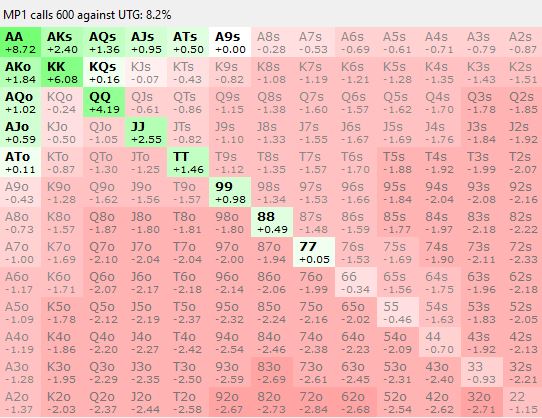 MP1 calls 600 against UTG: 8.2%
AA AKs AQs AJs ATs A9s A8s A7s A6s A5s A4s A3s A2s
+8.72 +2.40 +1.36 +0.95 +0.50 +0.00 -0.28 -0.53 -0.69 -0.61 -0.71 -0.79 -0.87
AKo KK KQs KJs KTs K9s K8s K7s K6s K5s K4s K3s K2s
+1.84 +6.08 +0.16 -0.07 -0.43 -0.82 -1.08 -1.19 -1.21 -1.28 -1.35 -1.43 -1.51
AQo KQo QQ QJs QTs Q9s Q8s Q7s Q6s Q5s Q4s Q3s Q2s
+1.02 -0.24 +4.19 -0.61 -0.86 -1.15 -1.38 -1.60 -1.57 -1.62 -1.70 -1.78 -1.85
AJo KJo QJo JJ JTs J9s J8s J7s J6s J5s J4s J3s J2s
+0.59 -0.50 -1.05 +2.55 -0.82 -1.10 -1.33 -1.55 -1.67 -1.69 -1.76 -1.84 -1.92
ATo KTo QTo JTo TT T9s T8s T7s T6s T5s T4s T3s T2s
+0.11 -0.87 -1.30 -1.25 +1.46 -1.12 -1.35 -1.57 -1.70 -1.88 -1.92 -1.99 -2.07
A9o K9o Q9o J9o T9o 99 98s 97s 96s 95s 94s 93s 92s
-0.43 -1.28 -1.62 -1.56 -1.57 +0.98 -1.34 -1.53 -1.66 -1.84 -2.04 -2.08 -2.16
A8o K8o Q8o J8o T8o 98o 88 87s 86s 85s 84s 83s 82s
-0.73 -1.57 -1.87 -1.80 -1.81 -1.80 +0.49 -1.48 -1.59 -1.77 -1.97 -2.18 -2.22
A7o K7o Q7o J7o T7o 97o 87o 77 76s 75s 74s 73s 72s
-1.00 -1.69 -2.10 -2.04 -2.04 -2.00 -1.94 +0.05 -1.53 -1.69 -1.90 -2.11 -2.33
A6o K6o Q6o J6o T6o 96o 86o 76o 66 65s 64s 63s 62s
-1.17 -1.71 -2.07 -2.17 -2.18 -2.14 -2.06 -1.99 -0.34 -1.56 -1.75 -1.96 -2.18
A5o K5o Q5o J5o T5o 95o 85o 75o 65o 55 54s 53s 52s
-1.09 -1.78 -2.12 -2.19 -2.37 -2.32 -2.24 -2.16 -2.02 -0.46 -1.63 -1.83 -2.05
A4o K4o Q4o J4o T4o 94o 84o 74o 64o 54o 44 43s 42s
-1.19 -1.86 -2.20 -2.27 -2.42 -2.54 -2.46 -2.38 -2.23 -2.09 -0.70 -1.92 -2.13
A3o K3o Q3o J3o T3o 93o 83o 73o 63o 53o 43o 33 32s
-1.28 -1.95 -2.29 -2.35 -2.50 -2.59 -2.69 -2.61 -2.45 -2.31 -2.40 -0.93 -2.21
A2o K2o Q2o J2o T2o 92o 82o 72o 62o 52o 42o 32o 22
-1.37 -2.03 -2.37 -2.44 -2.58 -2.67 -2.73 -2.84 -2.68 -2.54 -2.62 -2.70 -1.15